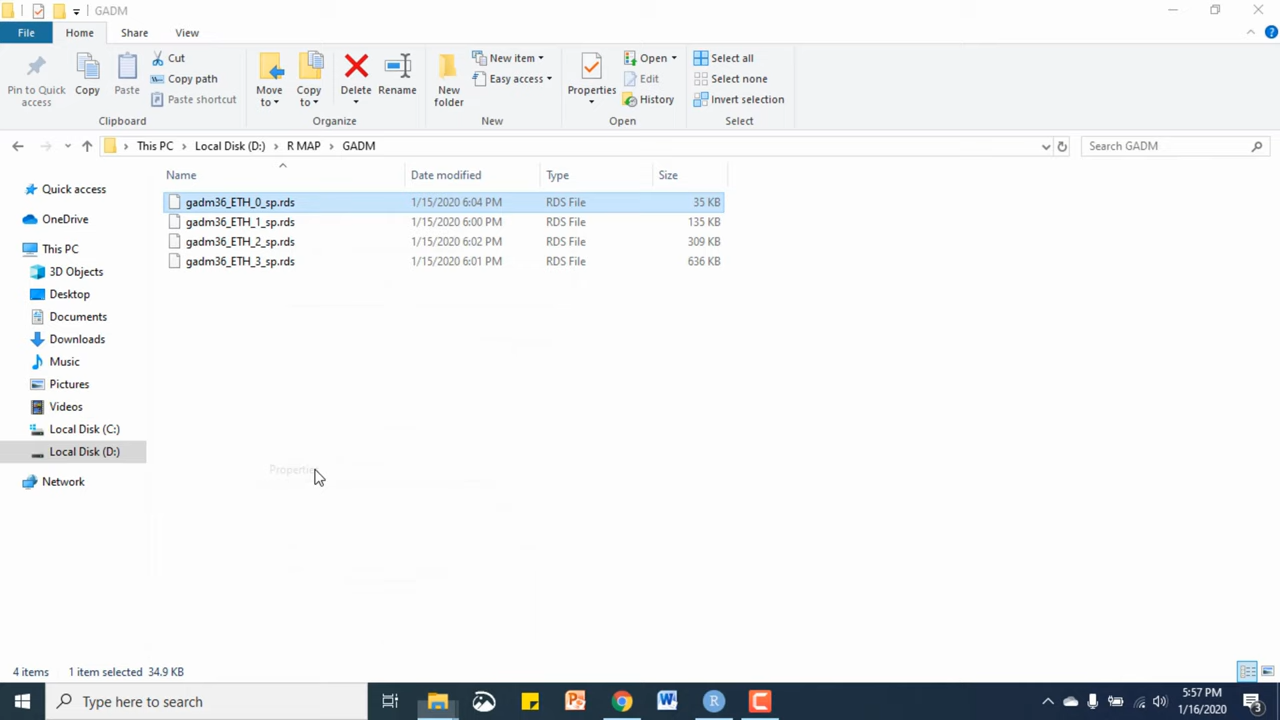 GADM
File Home Share View
Pin to Quick access
Copy
Paste
Cut
Copy path
Paste shortcut
Clipboard
Move to
Copy to
Delete
Rename
Organize
New folder
New item
Easy access
New
Properties
Open
Edit
History
Open
Select all
Select none
Invert selection
Select
This PC Local Disk (D:) R MAP GADM
Search GADM
Name Date modified Type Size
gadm36_ETH_0_sp.rds 1/15/2020 6:04 PM RDS File 35 KB
gadm36_ETH_1_sp.rds 1/15/2020 6:00 PM RDS File 135 KB
gadm36_ETH_2_sp.rds 1/15/2020 6:02 PM RDS File 309 KB
gadm36_ETH_3_sp.rds 1/15/2020 6:01 PM RDS File 636 KB
Quick access
OneDrive
This PC
3D Objects
Desktop
Documents
Downloads
Music
Pictures
Videos
Local Disk (C:)
Local Disk (D:)
Network
Properties
4 items 1 item selected 34.9 KB
Type here to search
5:57 PM
1/16/2020
3